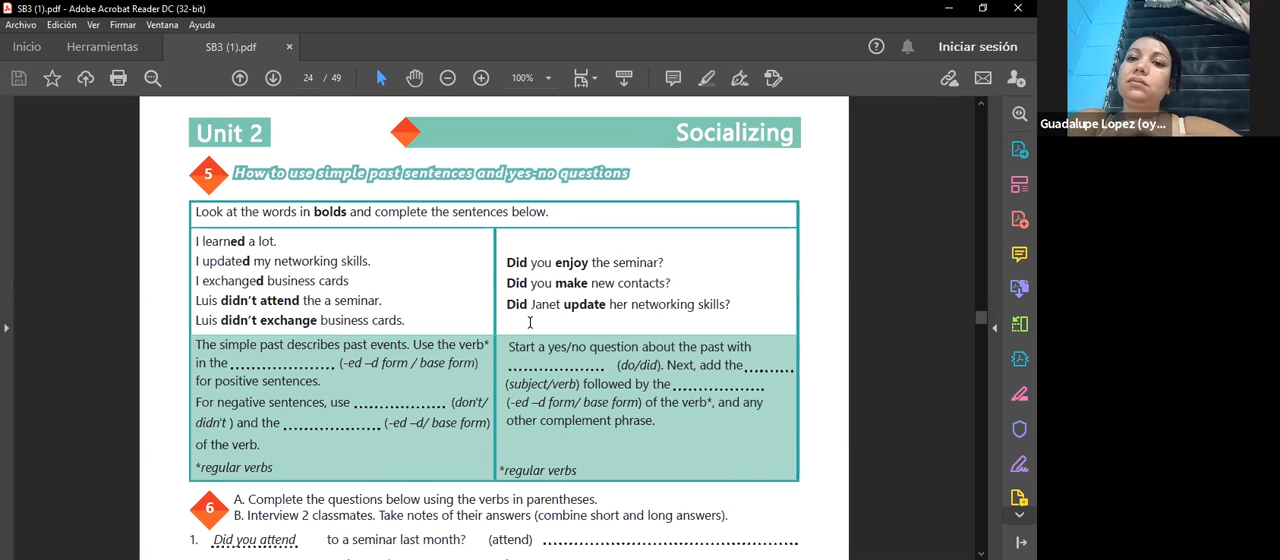 SB3 (1).pdf - Adobe Acrobat Reader DC (32-bit)
Archivo Edición Ver Firmar Ventana Ayuda
Inicio Herramientas SB3 (1).pdf × Iniciar sesión
24 / 49 100%
Guadalupe Lopez (oy...
Unit 2 Socializing
5 How to use simple past sentences and yes-no questions
Look at the words in bolds and complete the sentences below.
I learned a lot.
I updated my networking skills.
I exchanged business cards
Luis didn't attend the a seminar.
Luis didn't exchange business cards.
Did you enjoy the seminar?
Did you make new contacts?
Did Janet update her networking skills?
The simple past describes past events. Use the verb*
in the .................... (-ed –d form / base form)
for positive sentences.
For negative sentences, use .................. (don't/
didn't ) and the .................... (-ed –d/ base form)
of the verb.
*regular verbs
Start a yes/no question about the past with
.................... (do/did). Next, add the..........
(subject/verb) followed by the ...................
(-ed –d form/ base form) of the verb*, and any
other complement phrase.
*regular verbs
6 A. Complete the questions below using the verbs in parentheses.
B. Interview 2 classmates. Take notes of their answers (combine short and long answers).
1. Did you attend to a seminar last month? (attend) ..................................................